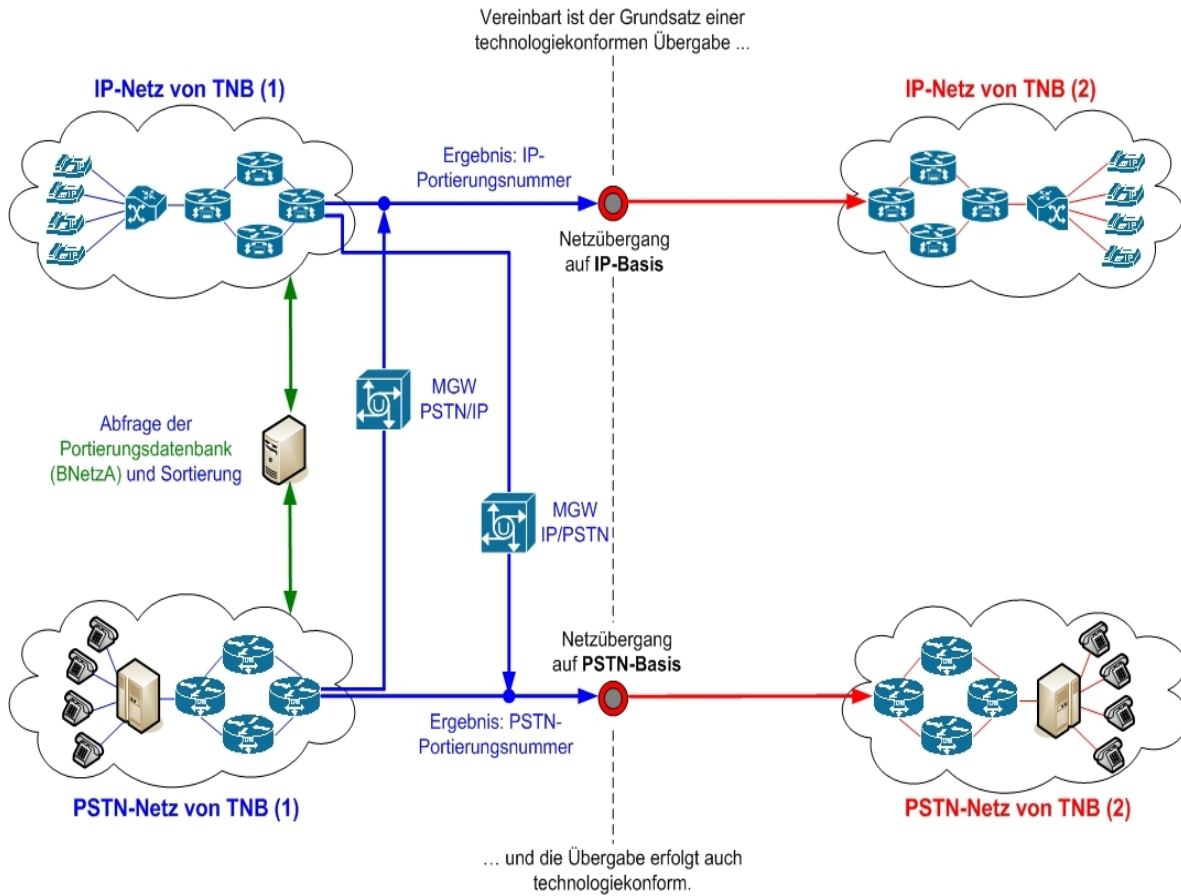 Vereinbart ist der Grundsatz einer
technologiekonformen Übergabe ...
IP-Netz von TNB (1)
IP-Netz von TNB (2)
Ergebnis: IP-
Portierungsnummer
Netzübergang
auf IP-Basis
MGW
PSTN/IP
Abfrage der
Portierungsdatenbank
(BNetzA) und Sortierung
MGW
IP/PSTN
Netzübergang
auf PSTN-Basis
Ergebnis: PSTN-
Portierungsnummer
PSTN-Netz von TNB (1)
PSTN-Netz von TNB (2)
... und die Übergabe erfolgt auch
technologiekonform.